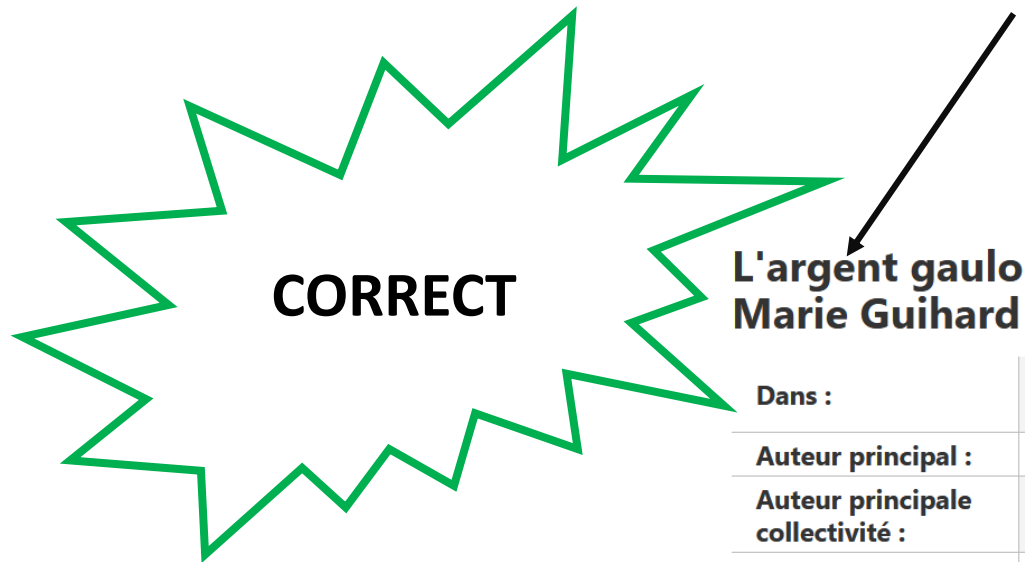 CORRECT
L'argent gaulo
Marie Guihard
Dans :
Auteur principal :
Auteur principale
collectivité :